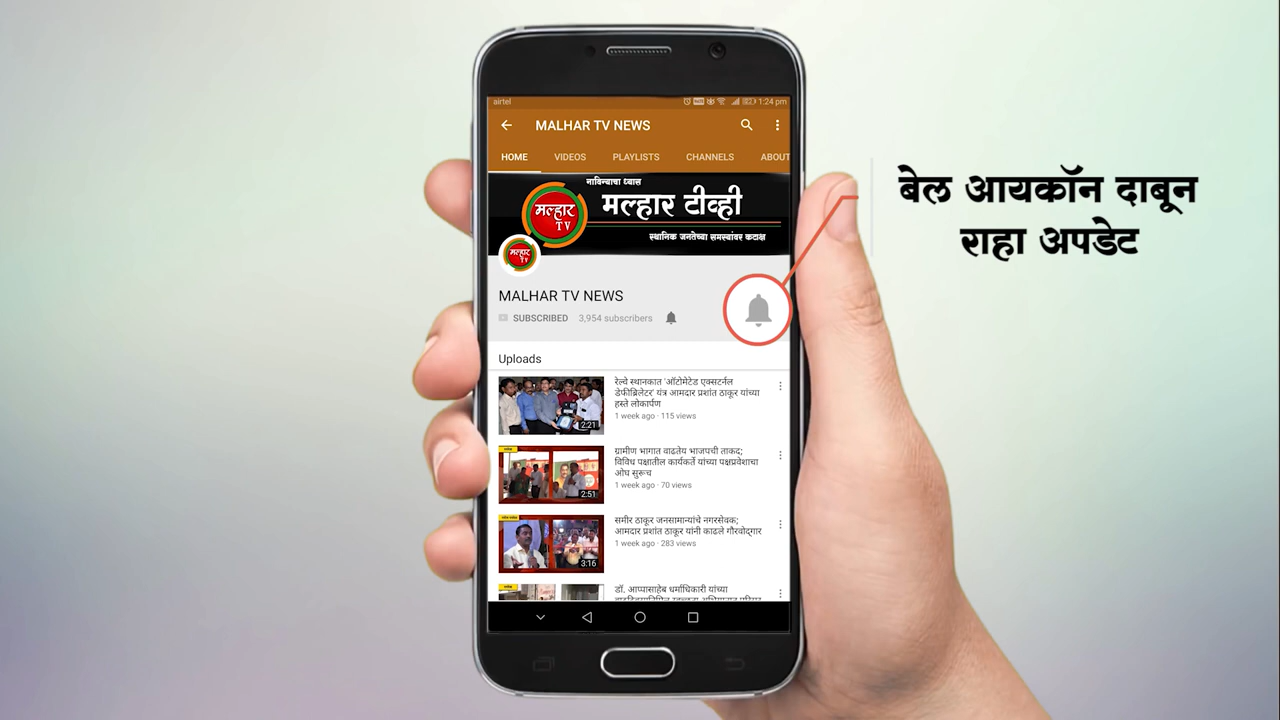 airtel
1:24 pm
MALHAR TV NEWS
HOME VIDEOS PLAYLISTS CHANNELS ABOUT
नाविन्याचा ध्यास
मल्हार टीव्ही
मल्हार
TV
स्थानिक जनतेच्या समस्यांवर कटाक्ष
मल्हार
TV
MALHAR TV NEWS
SUBSCRIBED 3,954 subscribers
बेल आयकॉन दाबून
राहा अपडेट
Uploads
रेल्वे स्थानकात 'ऑटोमेटेड एक्सटर्नल
डेफीब्रिलेटर' यंत्र आमदार प्रशांत ठाकूर यांच्या
हस्ते लोकार्पण
1 week ago · 115 views
2:21
ग्रामीण भागात वाढतेय भाजपची ताकद;
विविध पक्षातील कार्यकर्ते यांच्या पक्षप्रवेशाचा
ओघ सुरूच
1 week ago · 70 views
2:51
समीर ठाकूर जनसामान्यांचे नगरसेवक;
आमदार प्रशांत ठाकूर यांनी काढले गौरवोद्गार
1 week ago · 283 views
3:16
डॉ. आप्पासाहेब धर्माधिकारी यांच्या